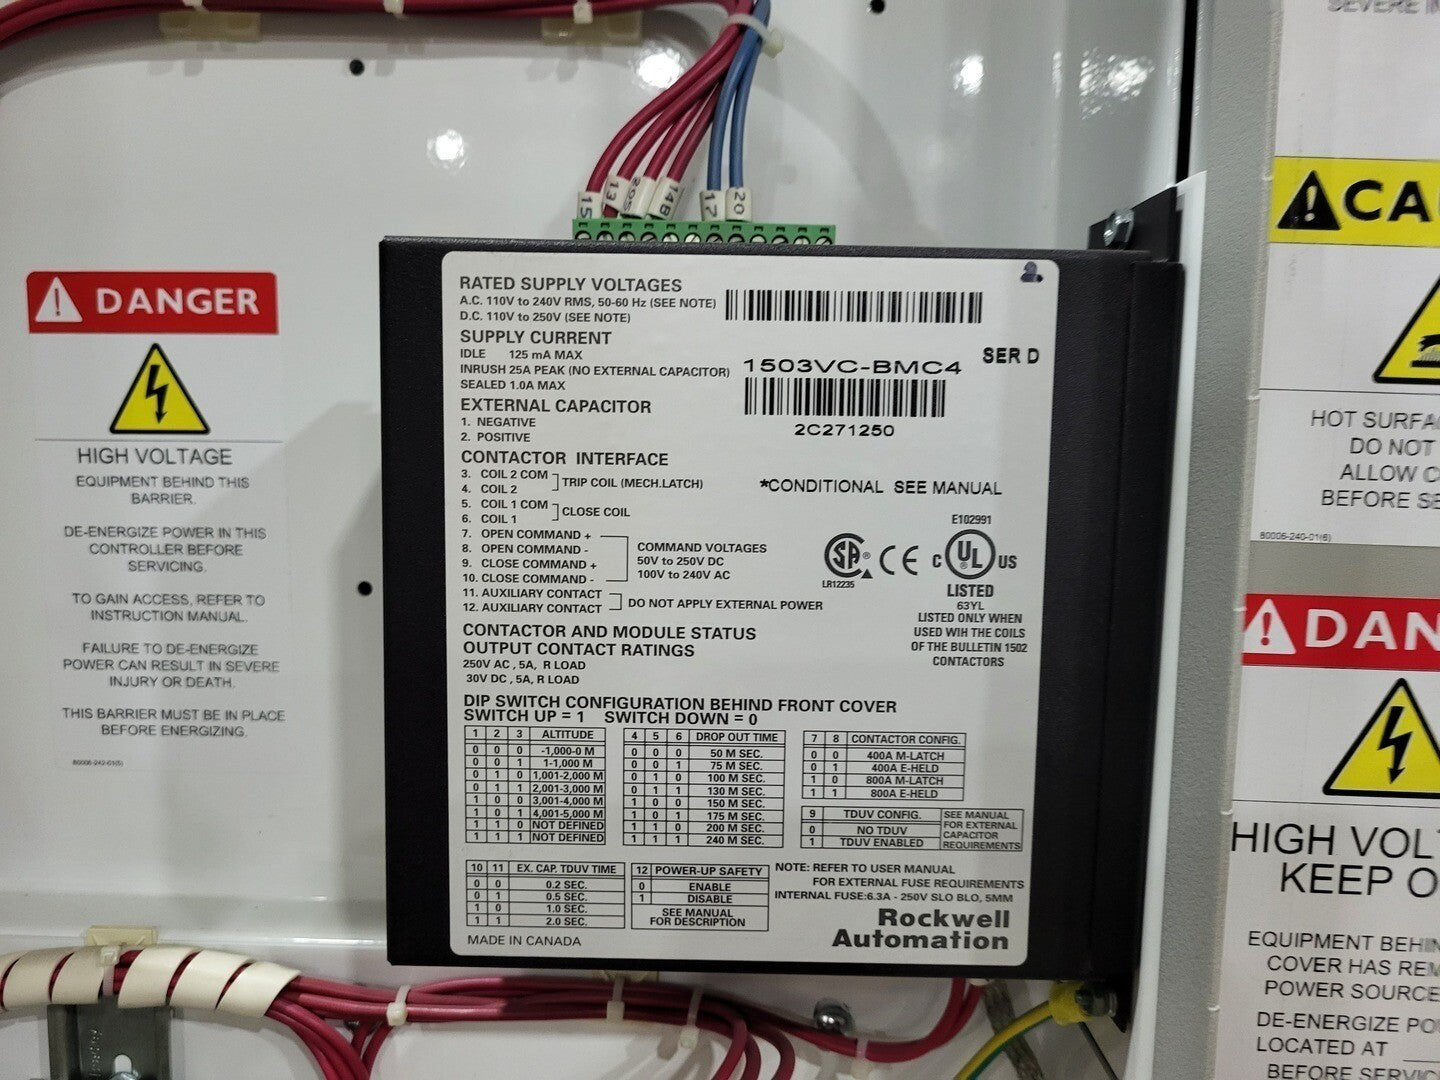 15
13
14B
12
20
DANGER
HIGH VOLTAGE
EQUIPMENT BEHIND THIS
BARRIER.
DE-ENERGIZE POWER IN THIS
CONTROLLER BEFORE
SERVICING.
TO GAIN ACCESS, REFER TO
INSTRUCTION MANUAL.
FAILURE TO DE-ENERGIZE
POWER CAN RESULT IN SEVERE
INJURY OR DEATH.
THIS BARRIER MUST BE IN PLACE
BEFORE ENERGIZING.
80006-242-01(5)
RATED SUPPLY VOLTAGES
A.C. 110V to 240V RMS, 50-60 Hz (SEE NOTE)
D.C. 110V to 250V (SEE NOTE)
SUPPLY CURRENT
IDLE 125 mA MAX
INRUSH 25A PEAK (NO EXTERNAL CAPACITOR)
SEALED 1.0A MAX
1503VC-BMC4 SER D
2C271250
EXTERNAL CAPACITOR
1. NEGATIVE
2. POSITIVE
CONTACTOR INTERFACE
3. COIL 2 COM
4. COIL 2
TRIP COIL (MECH.LATCH)
5. COIL 1 COM
6. COIL 1
CLOSE COIL
7. OPEN COMMAND +
8. OPEN COMMAND -
9. CLOSE COMMAND +
10. CLOSE COMMAND -
COMMAND VOLTAGES
50V to 250V DC
100V to 240V AC
11. AUXILIARY CONTACT
12. AUXILIARY CONTACT
DO NOT APPLY EXTERNAL POWER
*CONDITIONAL SEE MANUAL
E102991
SA ® CE C UL US
LR12235
LISTED
63YL
LISTED ONLY WHEN
USED WIH THE COILS
OF THE BULLETIN 1502
CONTACTORS
CONTACTOR AND MODULE STATUS
OUTPUT CONTACT RATINGS
250V AC , 5A, R LOAD
30V DC , 5A, R LOAD
DIP SWITCH CONFIGURATION BEHIND FRONT COVER
SWITCH UP = 1 SWITCH DOWN = 0
1 2 3 ALTITUDE
0 0 0 -1,000-0 M
0 0 1 1-1,000 M
0 1 0 1,001-2,000 M
0 1 1 2,001-3,000 M
1 0 0 3,001-4,000 M
1 0 1 4,001-5,000 M
1 1 0 NOT DEFINED
1 1 1 NOT DEFINED
4 5 6 DROP OUT TIME
0 0 0 50 M SEC.
0 0 1 75 M SEC.
0 1 0 100 M SEC.
0 1 1 130 M SEC.
1 0 0 150 M SEC.
1 0 1 175 M SEC.
1 1 0 200 M SEC.
1 1 1 240 M SEC.
7 8 CONTACTOR CONFIG.
0 0 400A M-LATCH
0 1 400A E-HELD
1 0 800A M-LATCH
1 1 800A E-HELD
9 TDUV CONFIG.
0 NO TDUV
1 TDUV ENABLED
SEE MANUAL
FOR EXTERNAL
CAPACITOR
REQUIREMENTS
10 11 EX. CAP. TDUV TIME
0 0 0.2 SEC.
0 1 0.5 SEC.
1 0 1.0 SEC.
1 1 2.0 SEC.
12 POWER-UP SAFETY
0 ENABLE
1 DISABLE
SEE MANUAL
FOR DESCRIPTION
NOTE: REFER TO USER MANUAL
FOR EXTERNAL FUSE REQUIREMENTS
INTERNAL FUSE:6.3A - 250V SLO BLO, 5MM
Rockwell
Automation
MADE IN CANADA
SEVERE IN
CAU
HOT SURFA
DO NOT
ALLOW C
BEFORE SE
80006-240-01(6)
DAN
HIGH VOL
KEEP O
EQUIPMENT BEHIN
COVER HAS REM
POWER SOURCE
DE-ENERGIZE PO
LOCATED AT
BEFORE SERVIC